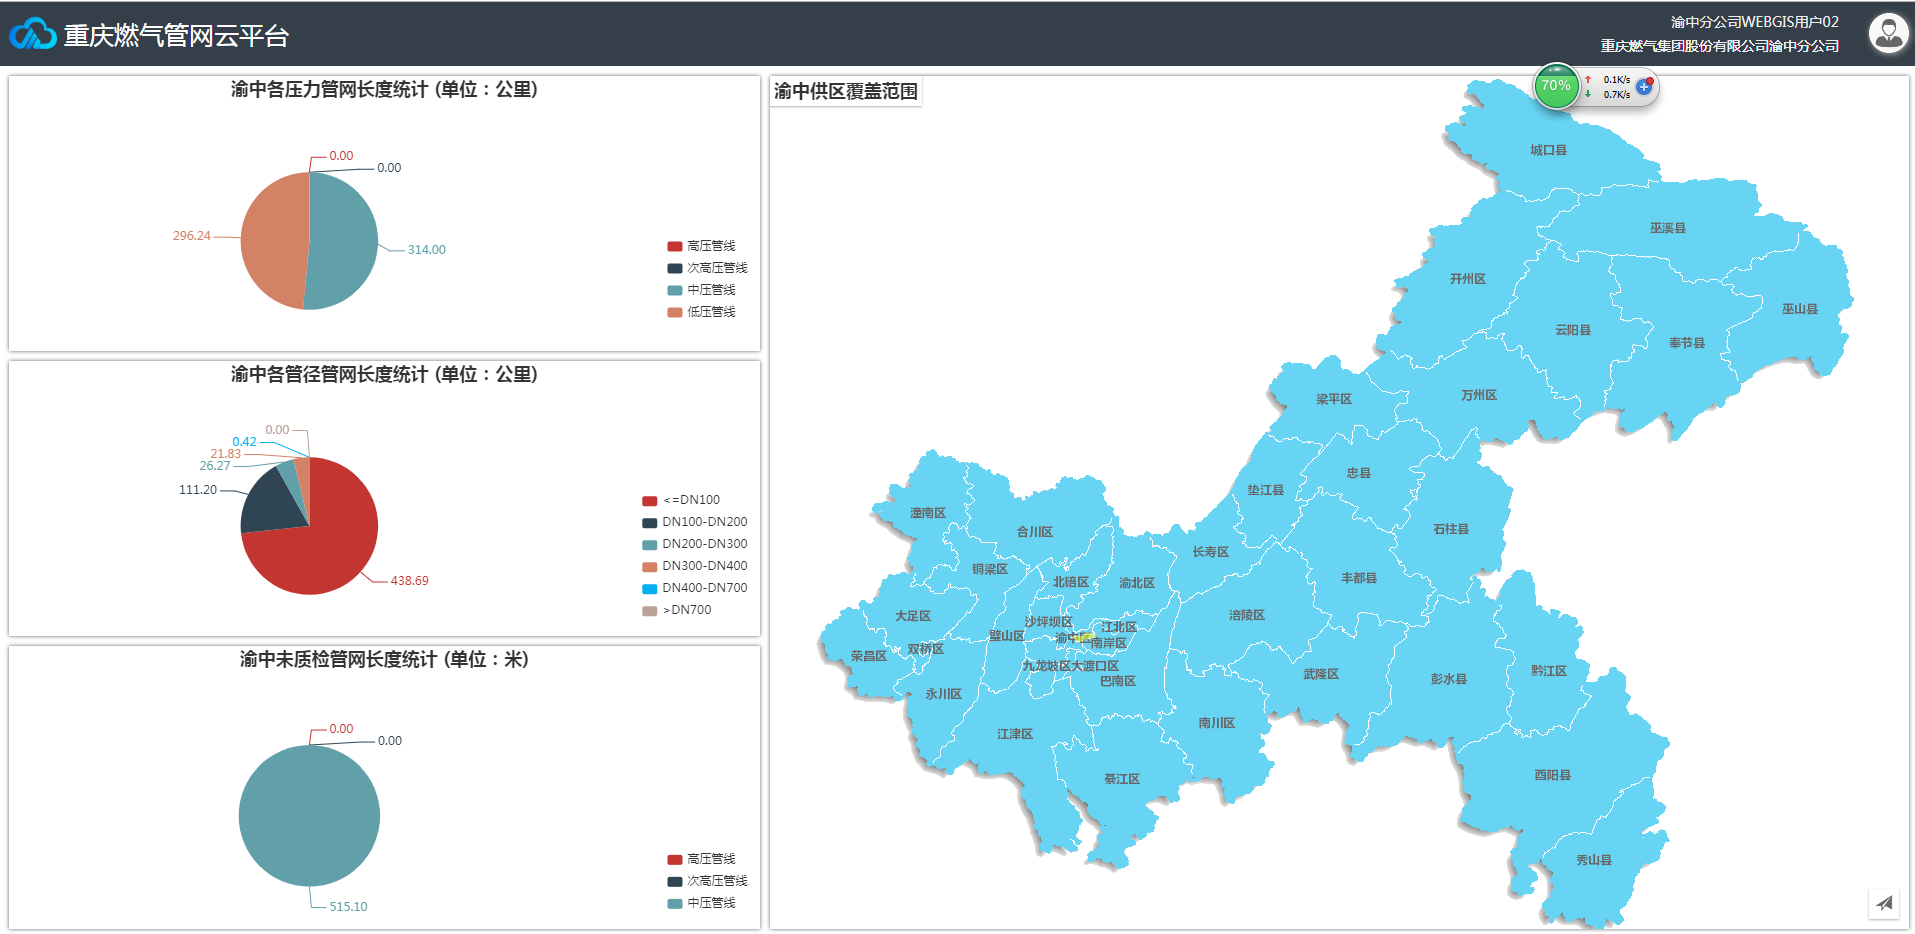 重庆燃气管网云平台
渝中分公司WEBGIS用户02
重庆燃气集团股份有限公司渝中分公司
渝中各压力管网长度统计 (单位：公里)
0.00
0.00
296.24
314.00
高压管线
次高压管线
中压管线
低压管线
渝中各管径管网长度统计 (单位：公里)
0.00
0.42
21.83
26.27
111.20
438.69
<=DN100
DN100-DN200
DN200-DN300
DN300-DN400
DN400-DN700
>DN700
渝中未质检管网长度统计 (单位：米)
0.00
0.00
515.10
高压管线
次高压管线
中压管线
渝中供区覆盖范围
70%
0.1K/s
0.7K/s
城口县
巫溪县
开州区
巫山县
云阳县
奉节县
万州区
梁平区
忠县
垫江县
潼南区
石柱县
合川区
长寿区
铜梁区
北碚区
渝北区
丰都县
大足区
涪陵区
沙坪坝区
江北区
璧山区
渝中区
南岸区
双桥区
荣昌区
九龙坡区
大渡口区
巴南区
武隆区
彭水县
黔江区
永川区
南川区
江津区
綦江区
酉阳县
秀山县